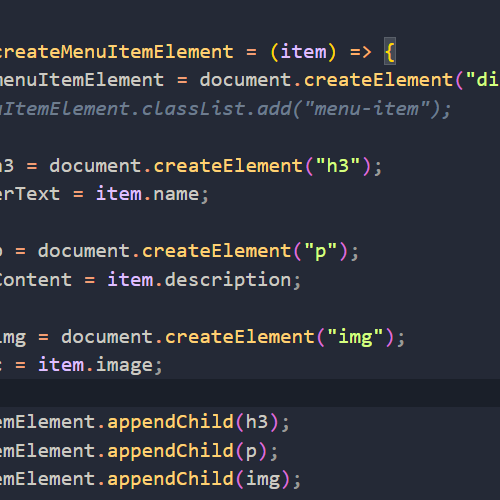 createMenuItemElement = (item) => {
menuItemElement = document.createElement("di
uItemElement.classList.add("menu-item");
h3 = document.createElement("h3");
erText = item.name;
p = document.createElement("p");
Content = item.description;
img = document.createElement("img");
c = item.image;
emElement.appendChild(h3);
emElement.appendChild(p);
emElement.appendChild(img);